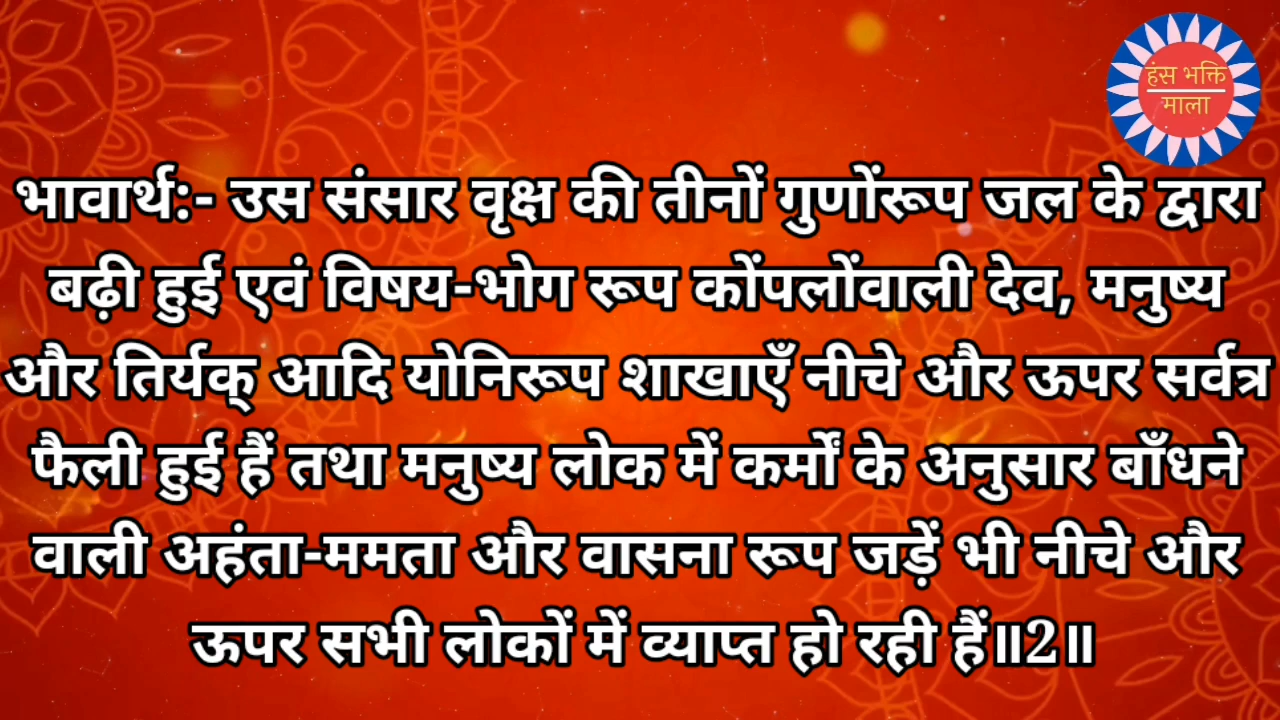 हंस भक्ति
माला
भावार्थ:- उस संसार वृक्ष की तीनों गुणोंरूप जल के द्वारा
बढ़ी हुई एवं विषय-भोग रूप कोंपलोंवाली देव, मनुष्य
और तिर्यक् आदि योनिरूप शाखाएँ नीचे और ऊपर सर्वत्र
फैली हुई हैं तथा मनुष्य लोक में कर्मों के अनुसार बाँधने
वाली अहंता-ममता और वासना रूप जड़ें भी नीचे और
ऊपर सभी लोकों में व्याप्त हो रही हैं॥2॥